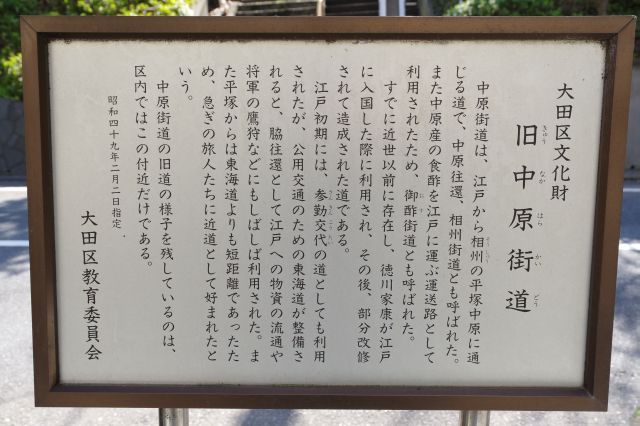 大田区文化財
旧中原街道
きゅう なか はら かい どう
中原街道は、江戸から相州の平塚中原に通
じる道で、中原往還、相州街道とも呼ばれた。
また中原産の食酢を江戸に運ぶ運送路として
利用されたため、御酢街道とも呼ばれた。
すでに近世以前に存在し、徳川家康が江戸
に入国した際に利用され、その後、部分改修
されて造成された道である。
江戸初期には、参勤交代の道としても利用
されたが、公用交通のための東海道が整備さ
れると、脇往還として江戸への物資の流通や
将軍の鷹狩などにもしばしば利用された。ま
た平塚からは東海道よりも短距離であったた
め、急ぎの旅人たちに近道として好まれたと
いう。
中原街道の旧道の様子を残しているのは、
区内ではこの付近だけである。
昭和四十九年二月二日指定
大田区教育委員会